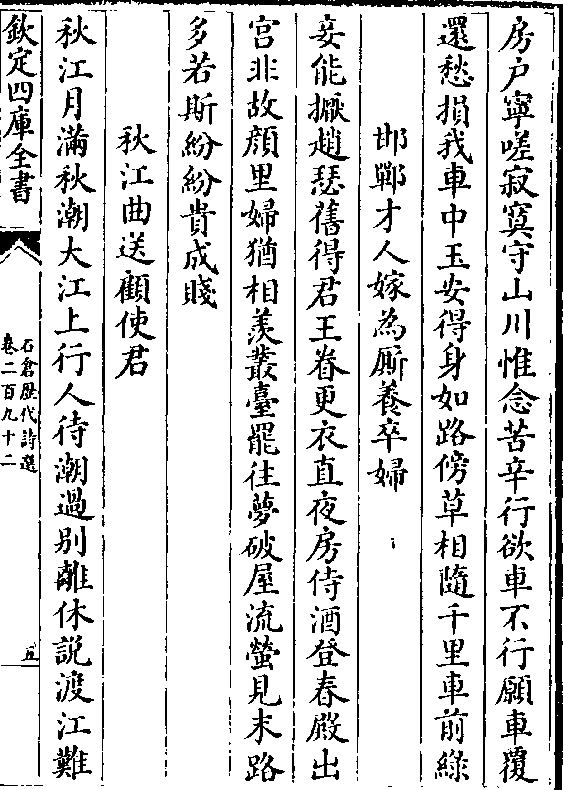 房户寧嗟寂寞守山川惟念苦辛行欲車不行願車覆
還愁損我車中玉安得身如路傍草相隨千里車前緑
邯鄲才人嫁為厮養卒婦
妾能擫趙瑟舊得君王眷更衣直夜房侍酒登春殿出
宫非故顔里婦猶相羡叢臺罷往夢破屋流螢見末路
多若斯紛紛貴成賤
秋江曲送顧使君
秋江月滿秋潮大江上行人待潮過别離休說渡江難
欽定四庫全書
石倉歴代詩選
卷二百九十二
五